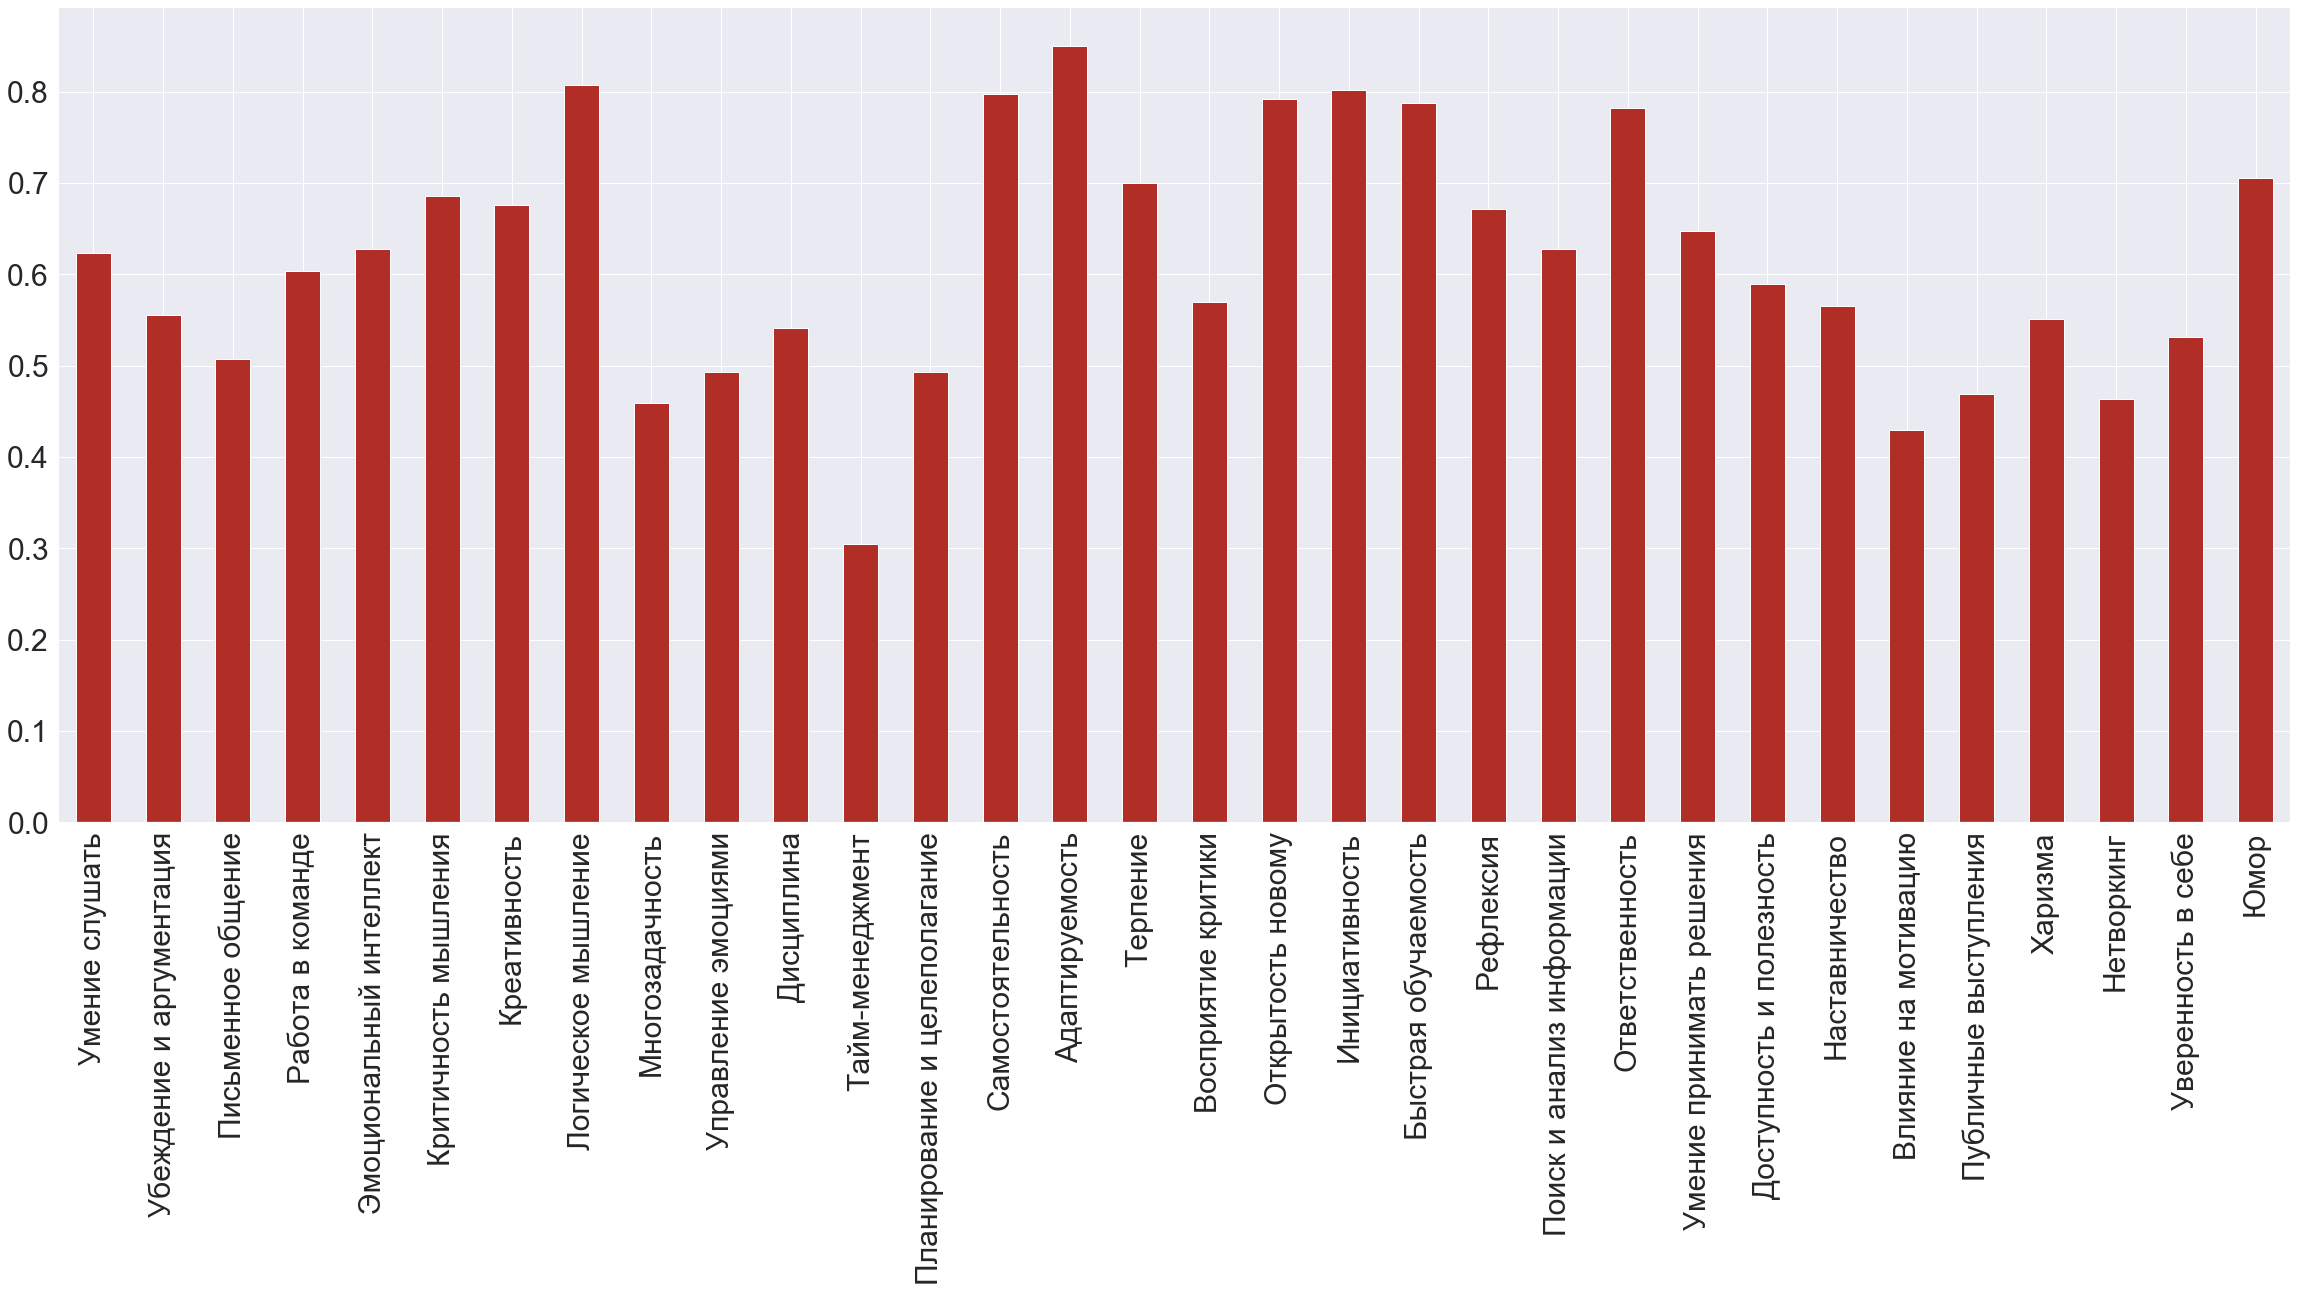 0.8
0.7
0.6
0.5
0.4
0.3
0.2
0.1
0.0
Умение слушать
Убеждение и аргументация
Письменное общение
Работа в команде
Эмоциональный интеллект
Критичность мышления
Креативность
Логическое мышление
Многозадачность
Управление эмоциями
Дисциплина
Тайм-менеджмент
Планирование и целеполагание
Самостоятельность
Адаптируемость
Терпение
Восприятие критики
Открытость новому
Инициативность
Быстрая обучаемость
Рефлексия
Поиск и анализ информации
Ответственность
Умение принимать решения
Доступность и полезность
Наставничество
Влияние на мотивацию
Публичные выступления
Харизма
Нетворкинг
Уверенность в себе
Юмор